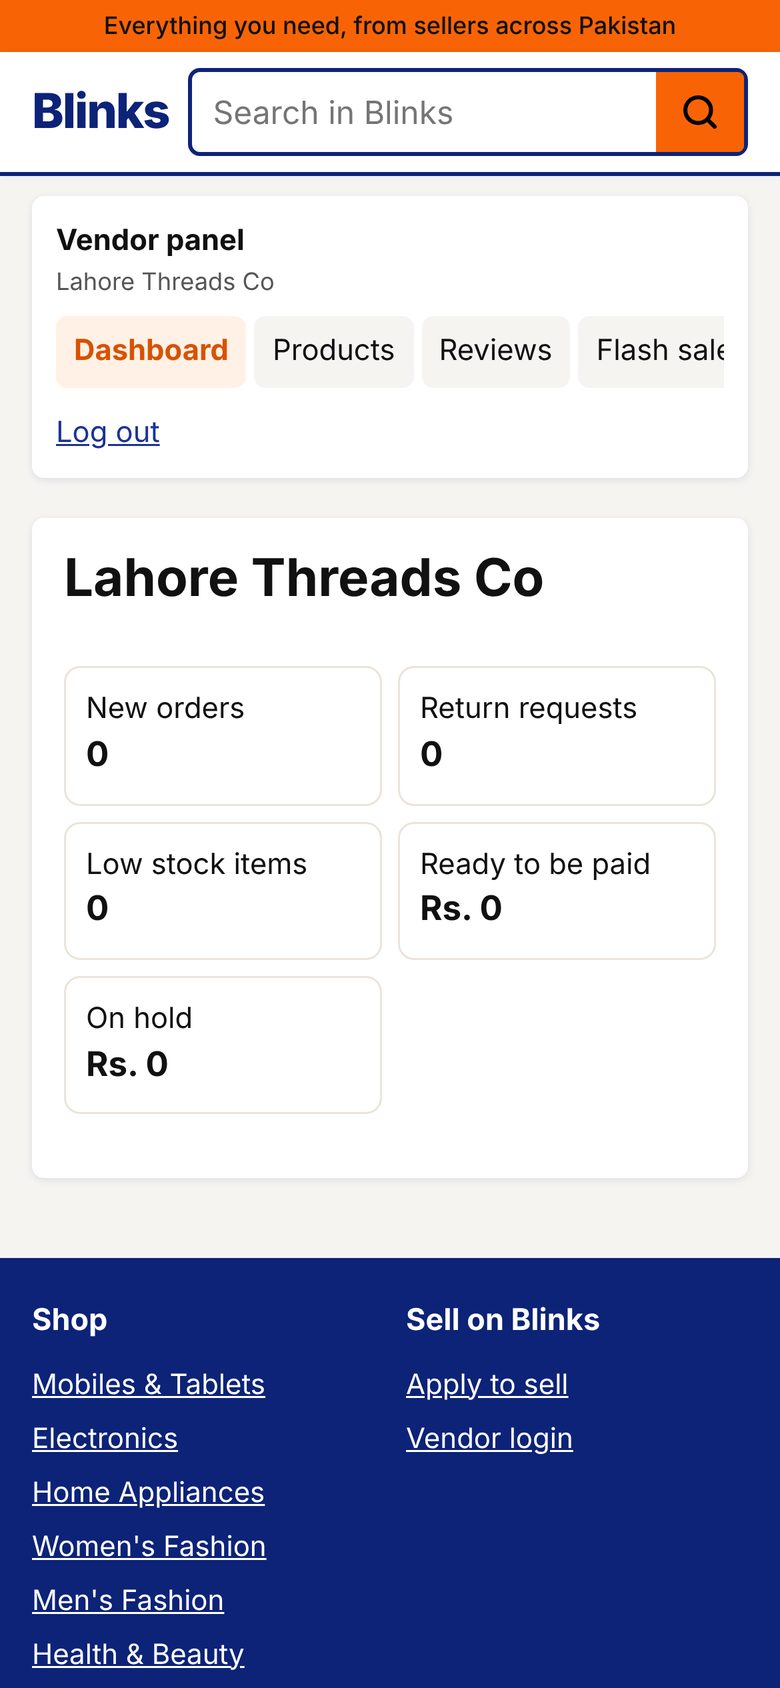 Everything you need, from sellers across Pakistan
Blinks
Search in Blinks
Vendor panel
Lahore Threads Co
Dashboard
Products
Reviews
Flash sale
Log out
Lahore Threads Co
New orders
0
Return requests
0
Low stock items
0
Ready to be paid
Rs. 0
On hold
Rs. 0
Shop
Mobiles & Tablets
Electronics
Home Appliances
Women's Fashion
Men's Fashion
Health & Beauty
Sell on Blinks
Apply to sell
Vendor login